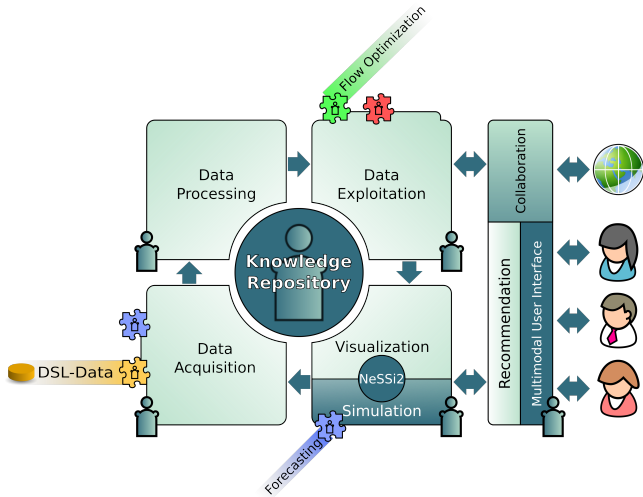 Flow Optimization
Data
Processing
Data
Exploitation
Collaboration
Knowledge
Repository
Recommendation
Multimodal User Interface
DSL-Data
Data
Acquisition
Visualization
NeSSi2
Simulation
Forecasting